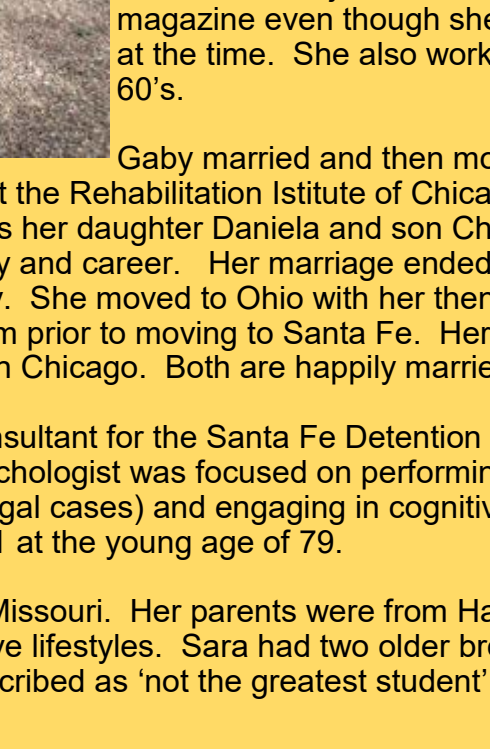 magazine even though she
at the time.  She also work
60's.
Gaby married and then mo
t the Rehabilitation Istitute of Chica
s her daughter Daniela and son Ch
y and career.   Her marriage ended
.  She moved to Ohio with her then
m prior to moving to Santa Fe.  Her
n Chicago.  Both are happily marrie
nsultant for the Santa Fe Detention
chologist was focused on performin
gal cases) and engaging in cognitiv
at the young age of 79.
Missouri.  Her parents were from Ha
ve lifestyles.  Sara had two older bro
cribed as ‘not the greatest student’